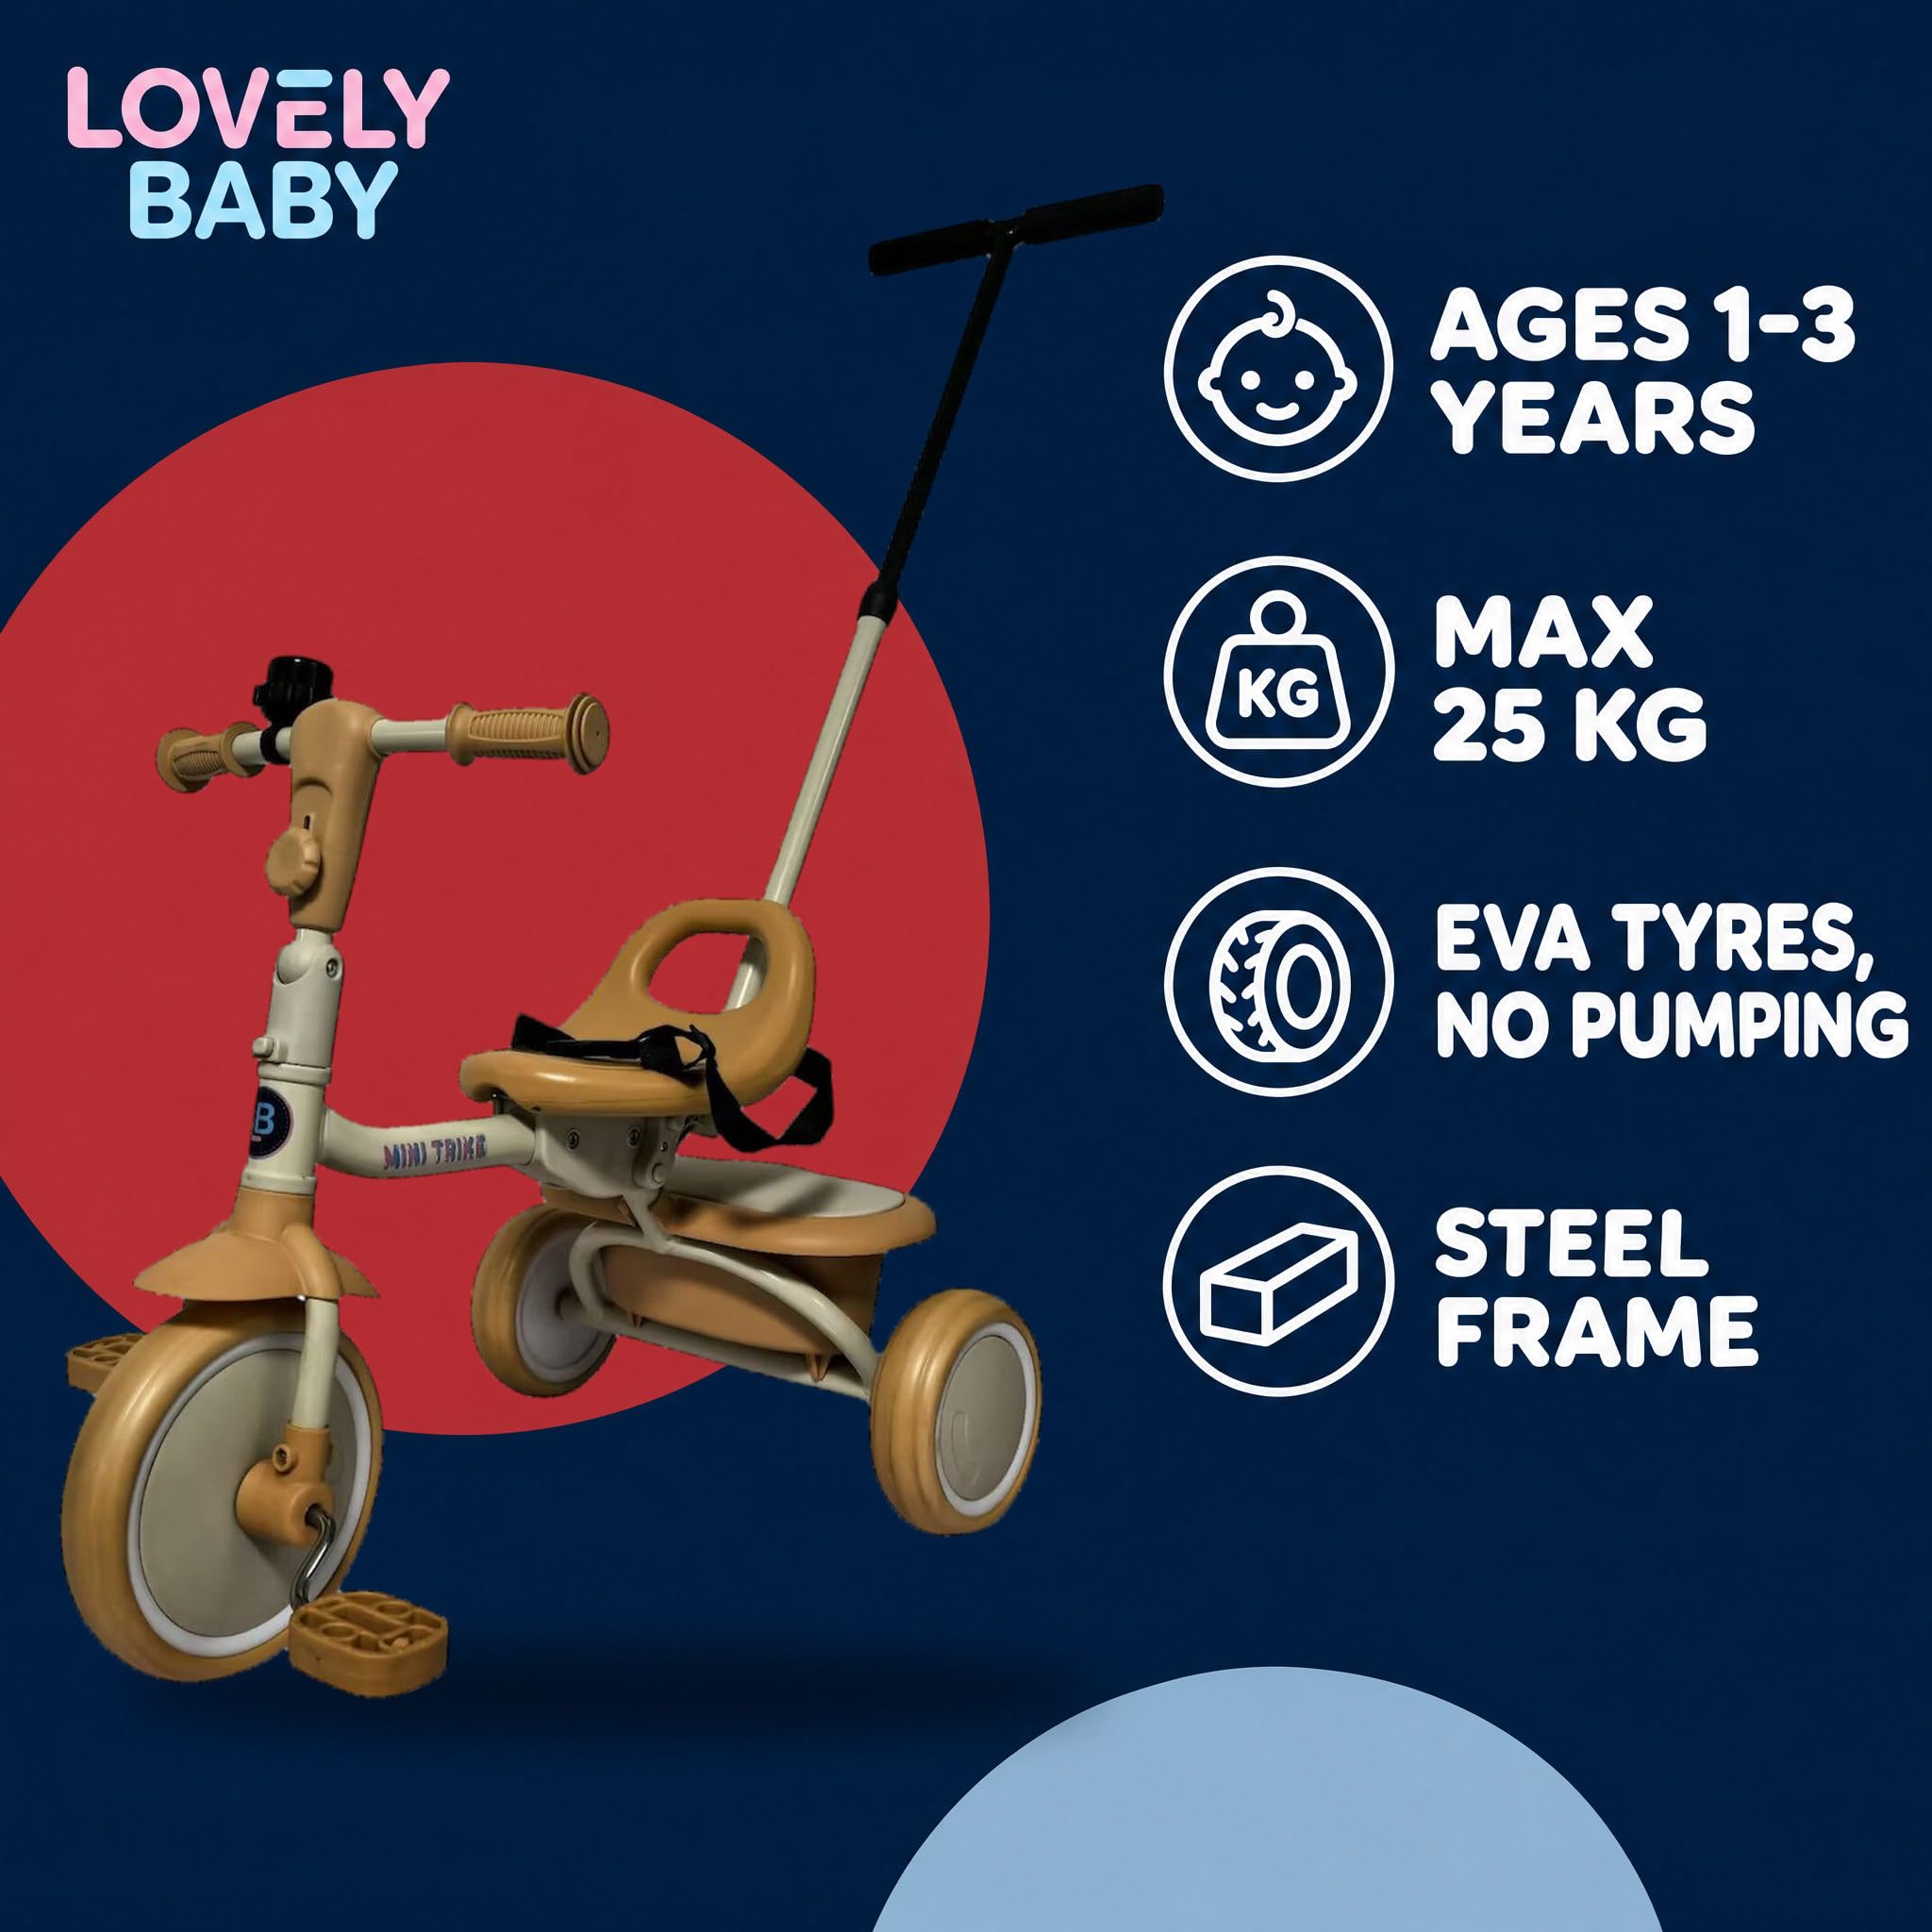 LOVELY
BABY
AGES 1-3
YEARS
KG
MAX
25 KG
EVA TYRES,
NO PUMPING
STEEL
FRAME
B
MINI TRIKE